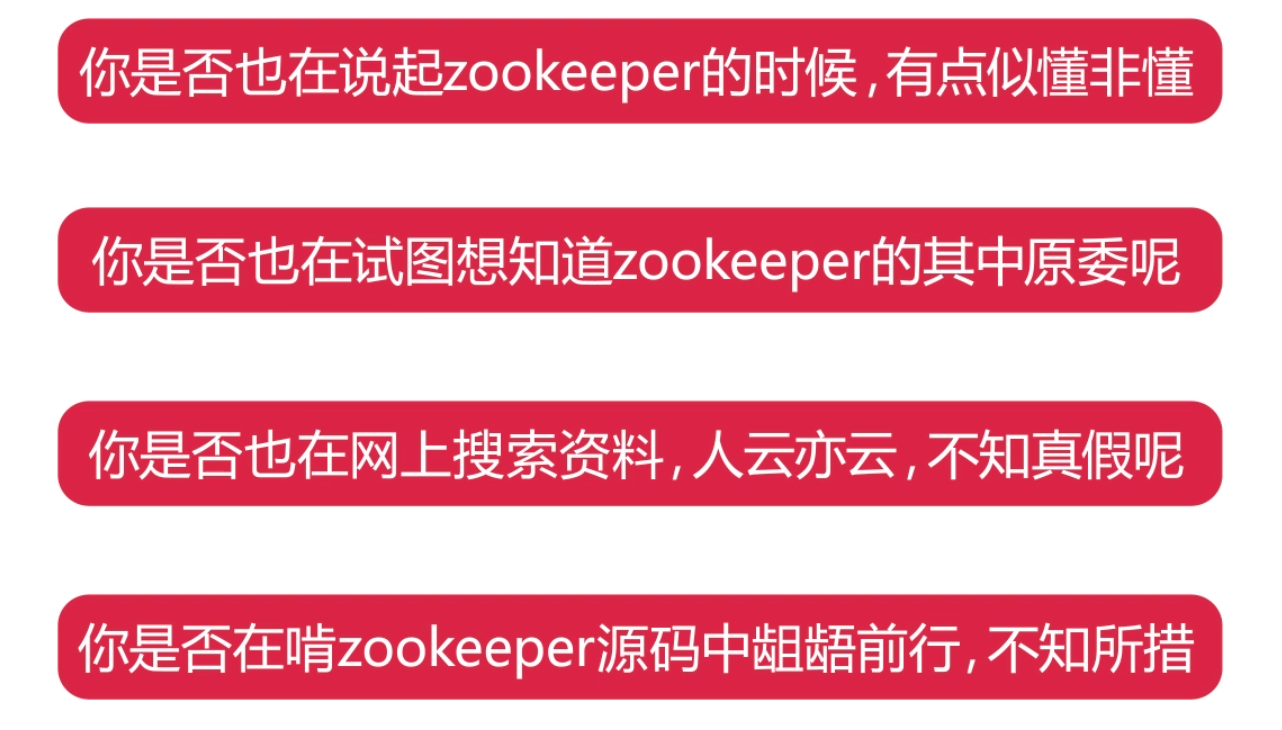 你是否也在说起zookeeper的时候,有点似懂非懂
你是否也在试图想知道zookeeper的其中原委呢
你是否也在网上搜索资料,人云亦云,不知真假呢
你是否在啃zookeeper源码中龃龉前行,不知所措